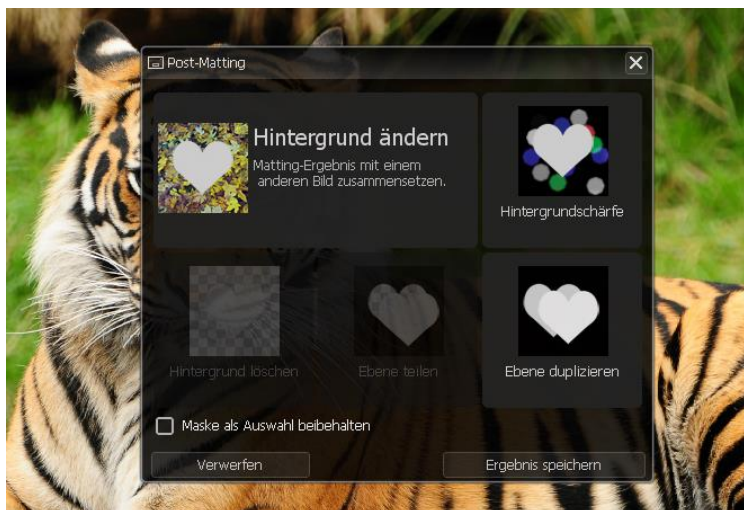 Post-Matting
Hintergrund ändern
Matting-Ergebnis mit einem
anderen Bild zusammensetzen.
Hintergrundschärfe
Hintergrund löschen
Ebene teilen
Ebene duplizieren
Maske als Auswahl beibehalten
Verwerfen
Ergebnis speichern